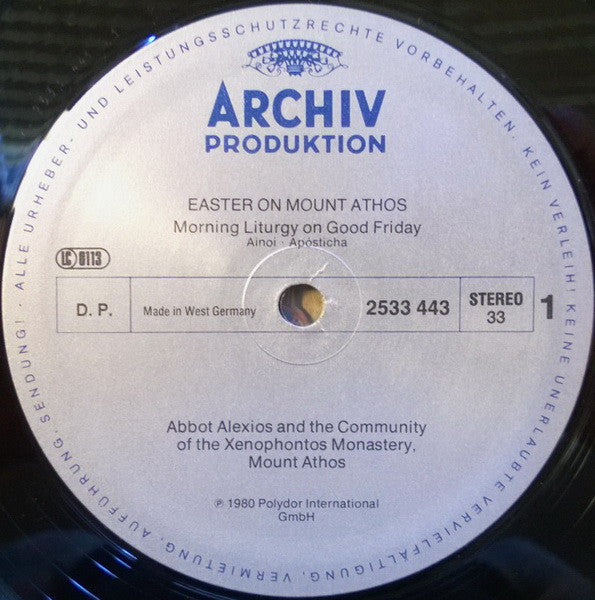 ALLE URHEBER- UND LEISTUNGSSCHUTZRECHTE VORBEHALTEN. KEIN VERLEIH! KEINE UNERLAUBTE VERVIELFÄLTIGUNG, VERMIETUNG, AUFFÜHRUNG, SENDUNG!
ARCHIV
PRODUKTION
EASTER ON MOUNT ATHOS
Morning Liturgy on Good Friday
Ainoi · Apósticha
LC 0113
D. P.
Made in West Germany
2533 443
STEREO
33
1
Abbot Alexios and the Community
of the Xenophontos Monastery,
Mount Athos
℗ 1980 Polydor International
GmbH